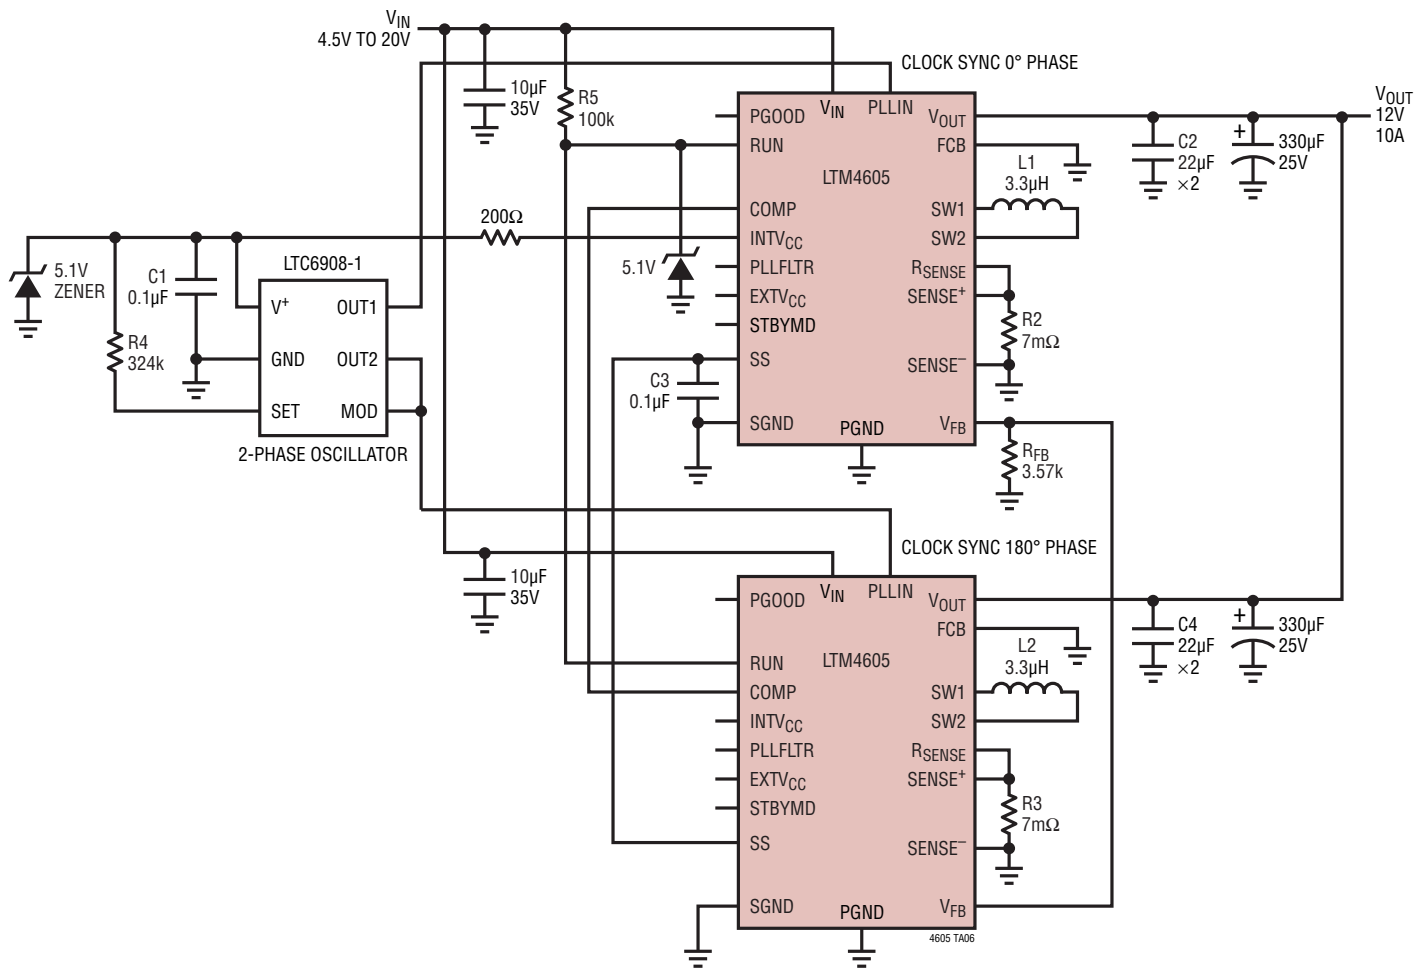 VIN
4.5V TO 20V
10µF
35V
R5
100k
CLOCK SYNC 0° PHASE
VOUT
12V
10A
PGOOD
VIN
PLLIN
VOUT
RUN
FCB
LTM4605
L1
3.3µH
C2
22µF
×2
+
330µF
25V
COMP
SW1
200Ω
INTVCC
SW2
5.1V
ZENER
C1
0.1µF
LTC6908-1
5.1V
PLLFLTR
RSENSE
EXTVCC
SENSE+
STBYMD
R2
7mΩ
V+
OUT1
R4
324k
GND
OUT2
SS
SENSE–
C3
0.1µF
SET
MOD
SGND
PGND
VFB
2-PHASE OSCILLATOR
RFB
3.57k
CLOCK SYNC 180° PHASE
10µF
35V
PGOOD
VIN
PLLIN
VOUT
FCB
RUN
LTM4605
L2
3.3µH
C4
22µF
×2
+
330µF
25V
COMP
SW1
INTVCC
SW2
PLLFLTR
RSENSE
EXTVCC
SENSE+
STBYMD
R3
7mΩ
SS
SENSE–
SGND
PGND
VFB
4605 TA06